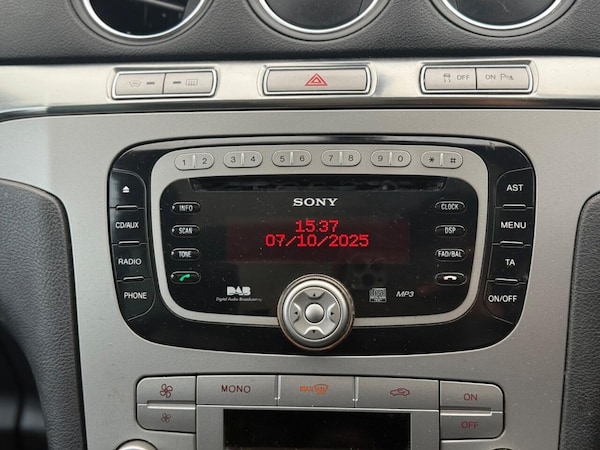 OFF
ON P
1 2 3 4 5 6 7 8 9 0 * #
SONY
AST
INFO
CLOCK
15:37
07/10/2025
CD/AUX
SCAN
DSP
MENU
RADIO
TONE
FAD/BAL
TA
PHONE
DAB
Digital Audio Broadcasting
MP3
ON/OFF
MONO
MAX
ON
OFF